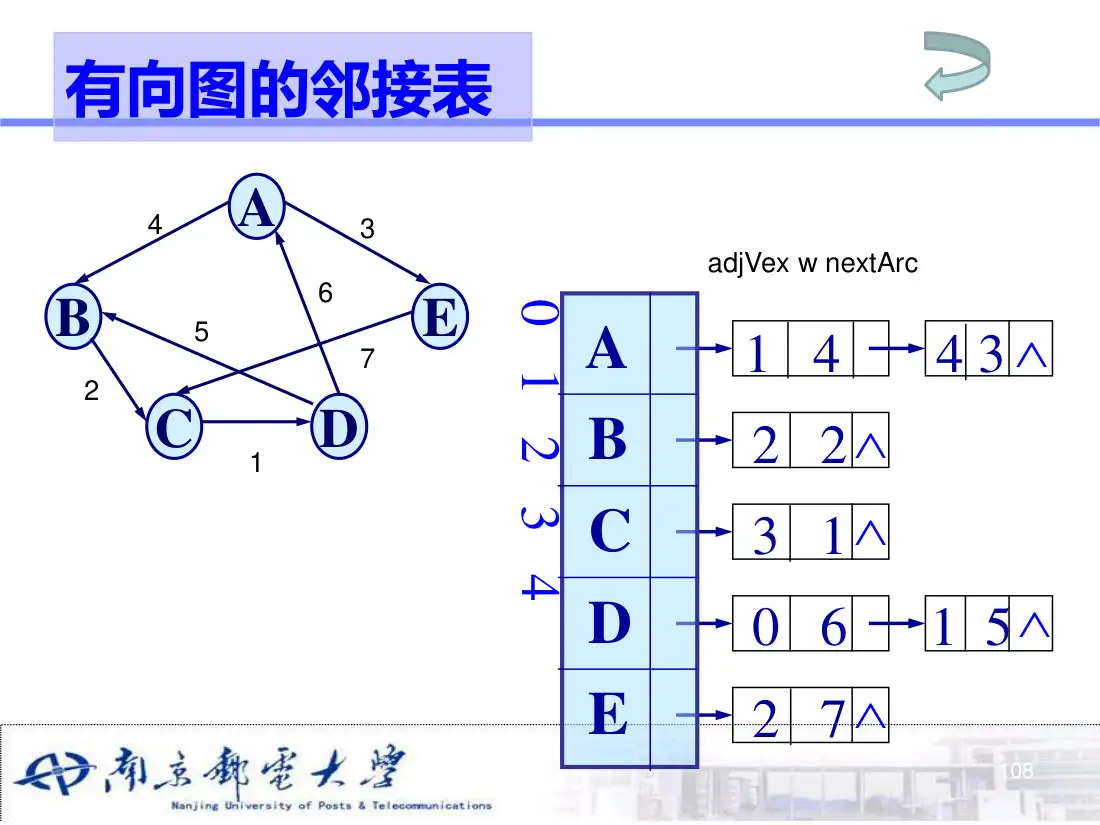 有向图的邻接表
A
4
3
B
E
6
5
7
2
C
D
1
adjVex w nextArc
0
1
2
3
4
A
1 4
4 3 ∧
B
2 2 ∧
C
3 1 ∧
D
0 6
1 5 ∧
E
2 7 ∧
南京邮電大学
Nanjing University of Posts & Telecommunications
108